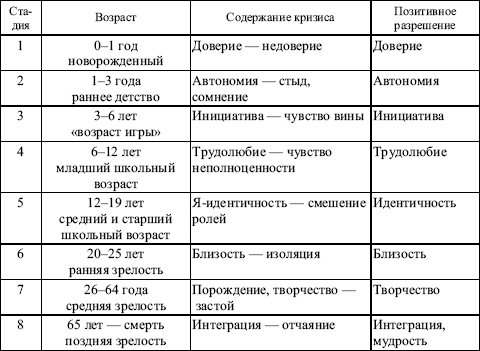 Ста-
дия
Возраст
Содержание кризиса
Позитивное
разрешение
1
0–1 год
новорожденный
Доверие — недоверие
Доверие
2
1–3 года
раннее детство
Автономия — стыд,
сомнение
Автономия
3
3–6 лет
«возраст игры»
Инициатива — чувство вины
Инициатива
4
6–12 лет
младший школьный
возраст
Трудолюбие — чувство
неполноценности
Трудолюбие
5
12–19 лет
средний и старший
школьный возраст
Я-идентичность — смешение
ролей
Идентичность
6
20–25 лет
ранняя зрелость
Близость — изоляция
Близость
7
26–64 года
средняя зрелость
Порождение, творчество —
застой
Творчество
8
65 лет — смерть
поздняя зрелость
Интеграция — отчаяние
Интеграция,
мудрость